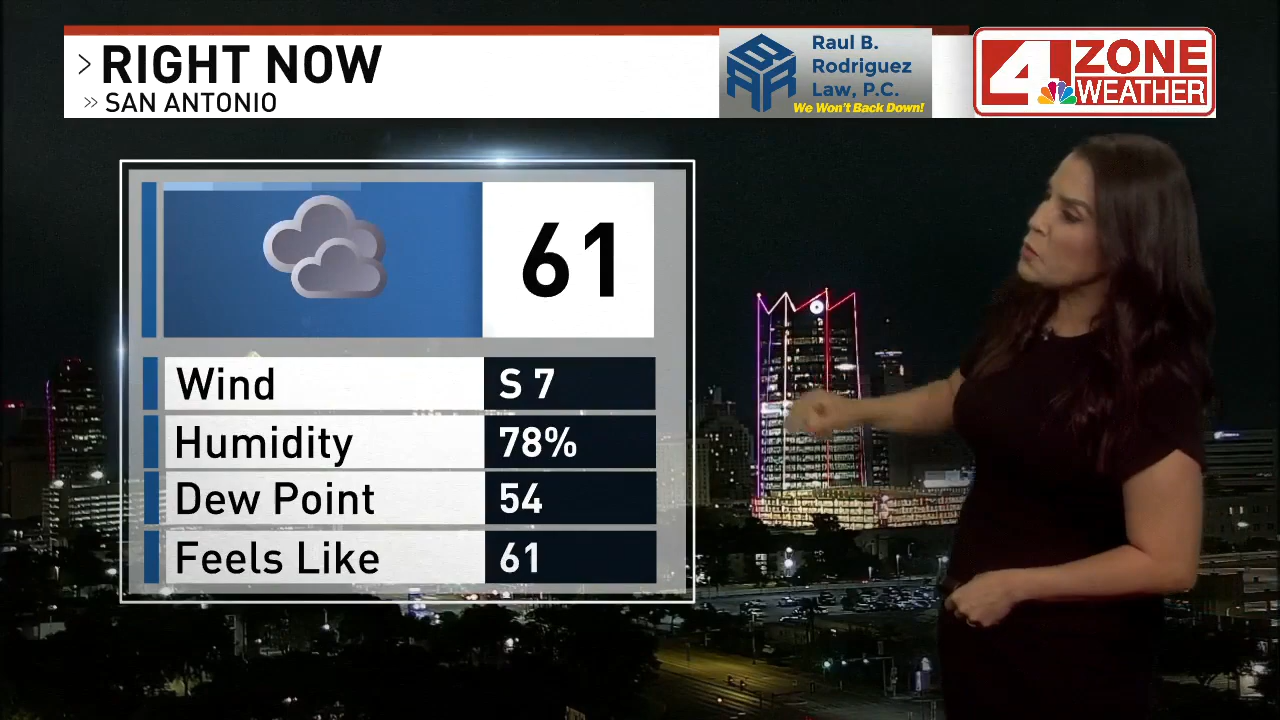 RIGHT NOW
SAN ANTONIO
Raul B.
Rodriguez
Law, P.C.
We Won't Back Down!
4 ZONE
WEATHER
61
Wind S 7
Humidity 78%
Dew Point 54
Feels Like 61